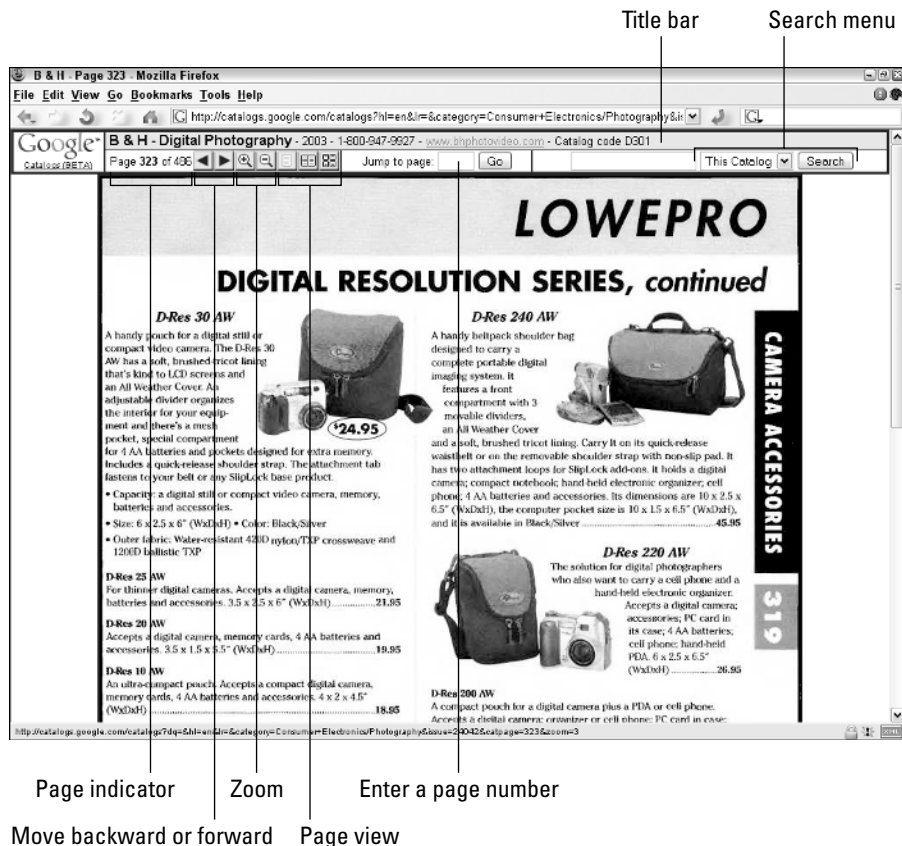 Title bar
Search menu
B & H - Page 323 - Mozilla Firefox
File Edit View Go Bookmarks Tools Help
http://catalogs.google.com/catalogs?hl=en&lr=&category=Consumer+Electronics/Photography&is
Google
Catalogs (BETA)
B & H - Digital Photography - 2003 - 1-800-947-9927 - www.bhphotovideo.com - Catalog code D301
Page 323 of 486
Jump to page:
Go
This Catalog
Search
LOWEPRO
DIGITAL RESOLUTION SERIES, continued
D-Res 30 AW
A handy pouch for a digital still or
compact video camera. The D-Res 30
AW has a soft, brushed-tricot lining
that's kind to LCD screens and
an All Weather Cover. An
adjustable divider organizes
the interior for your equip-
ment and there's a mesh
pocket, special compartment
for 4 AA batteries and pockets designed for extra memory.
Includes a quick-release shoulder strap. The attachment tab
fastens to your belt or any SlipLock base product.
• Capacity: a digital still or compact video camera, memory,
batteries and accessories.
• Size: 6 x 2.5 x 6" (WxDxH) • Color: Black/Silver
• Outer fabric: Water-resistant 420D nylon/TXP crossweave and
1200D ballistic TXP
$24.95
D-Res 25 AW
For thinner digital cameras. Accepts a digital camera, memory,
batteries and accessories. 3.5 x 2.5 x 6" (WxDxH)................21.95
D-Res 20 AW
Accepts a digital camera, memory cards, 4 AA batteries and
accessories. 3.5 x 1.5 x 5.5" (WxDxH)..........................19.95
D-Res 10 AW
An ultra-compact pouch. Accepts a compact digital camera,
memory cards, 4 AA batteries and accessories. 4 x 2 x 4.5"
(WxDxH)................................................................18.95
D-Res 240 AW
A handy beltpack shoulder bag
designed to carry a
complete portable digital
imaging system. it
features a front
compartment with 3
movable dividers,
an All Weather Cover
and a soft, brushed tricot lining. Carry it on its quick-release
waistbelt or on the removable shoulder strap with non-slip pad. It
has two attachment loops for SlipLock add-ons. it holds a digital
camera; compact notebook; hand-held electronic organizer; cell
phone; 4 AA batteries and accessories. Its dimensions are 10 x 2.5 x
6.5" (WxDxH), the computer pocket size is 10 x 1.5 x 6.5" (WxDxH),
and it is available in Black/Silver....................................45.95
D-Res 220 AW
The solution for digital photographers
who also want to carry a cell phone and a
hand-held electronic organizer.
Accepts a digital camera;
accessories; PC card in
its case; 4 AA batteries;
cell phone; hand-held
PDA. 6 x 2.5 x 6.5"
(WxDxH)....................26.95
D-Res 200 AW
A compact pouch for a digital camera plus a PDA or cell phone.
Accepts a digital camera; organizer or cell phone; PC card in case;
CAMERA ACCESSORIES
319
http://catalogs.google.com/catalogs?dq=&hl=en&lr=&category=Consumer+Electronics/Photography&issue=24042&catpage=323&zoom=3
XML
Page indicator
Zoom
Enter a page number
Move backward or forward
Page view